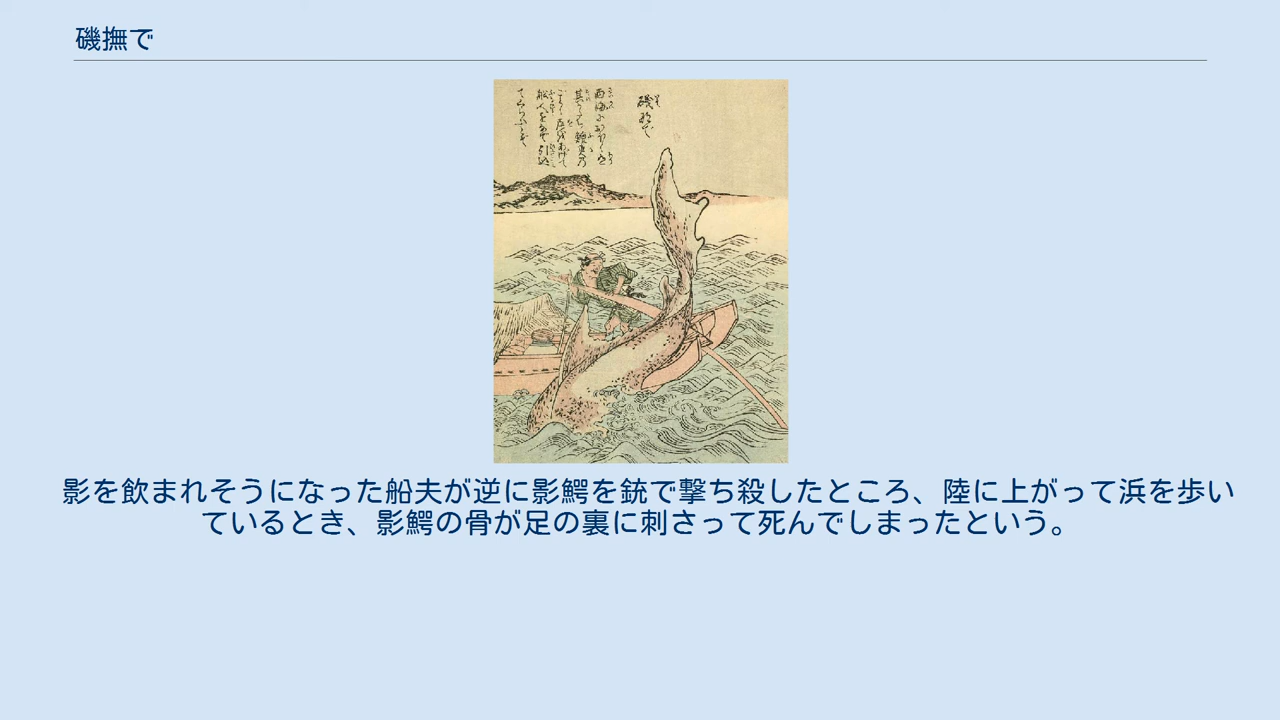 磯撫で
磯撫で
影を飲まれそうになった船夫が逆に影鰐を銃で撃ち殺したところ、陸に上がって浜を歩い
ているとき、影鰐の骨が足の裏に刺さって死んでしまったという。